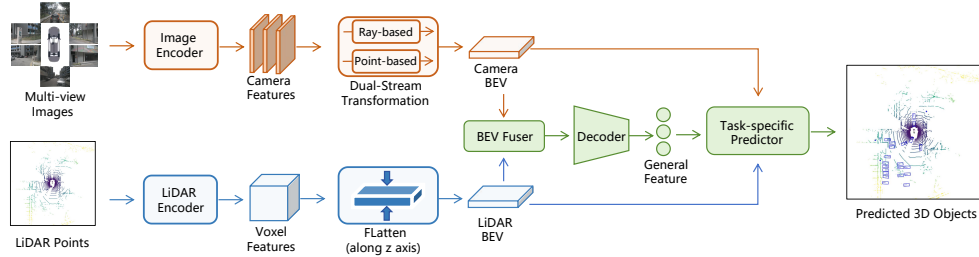 Multi-view
Images
Image
Encoder
Camera
Features
Ray-based
Point-based
Dual-Stream
Transformation
Camera
BEV
BEV Fuser
Decoder
General
Feature
Task-specific
Predictor
Predicted 3D Objects
LiDAR Points
LiDAR
Encoder
Voxel
Features
FLatten
(along z axis)
LiDAR
BEV